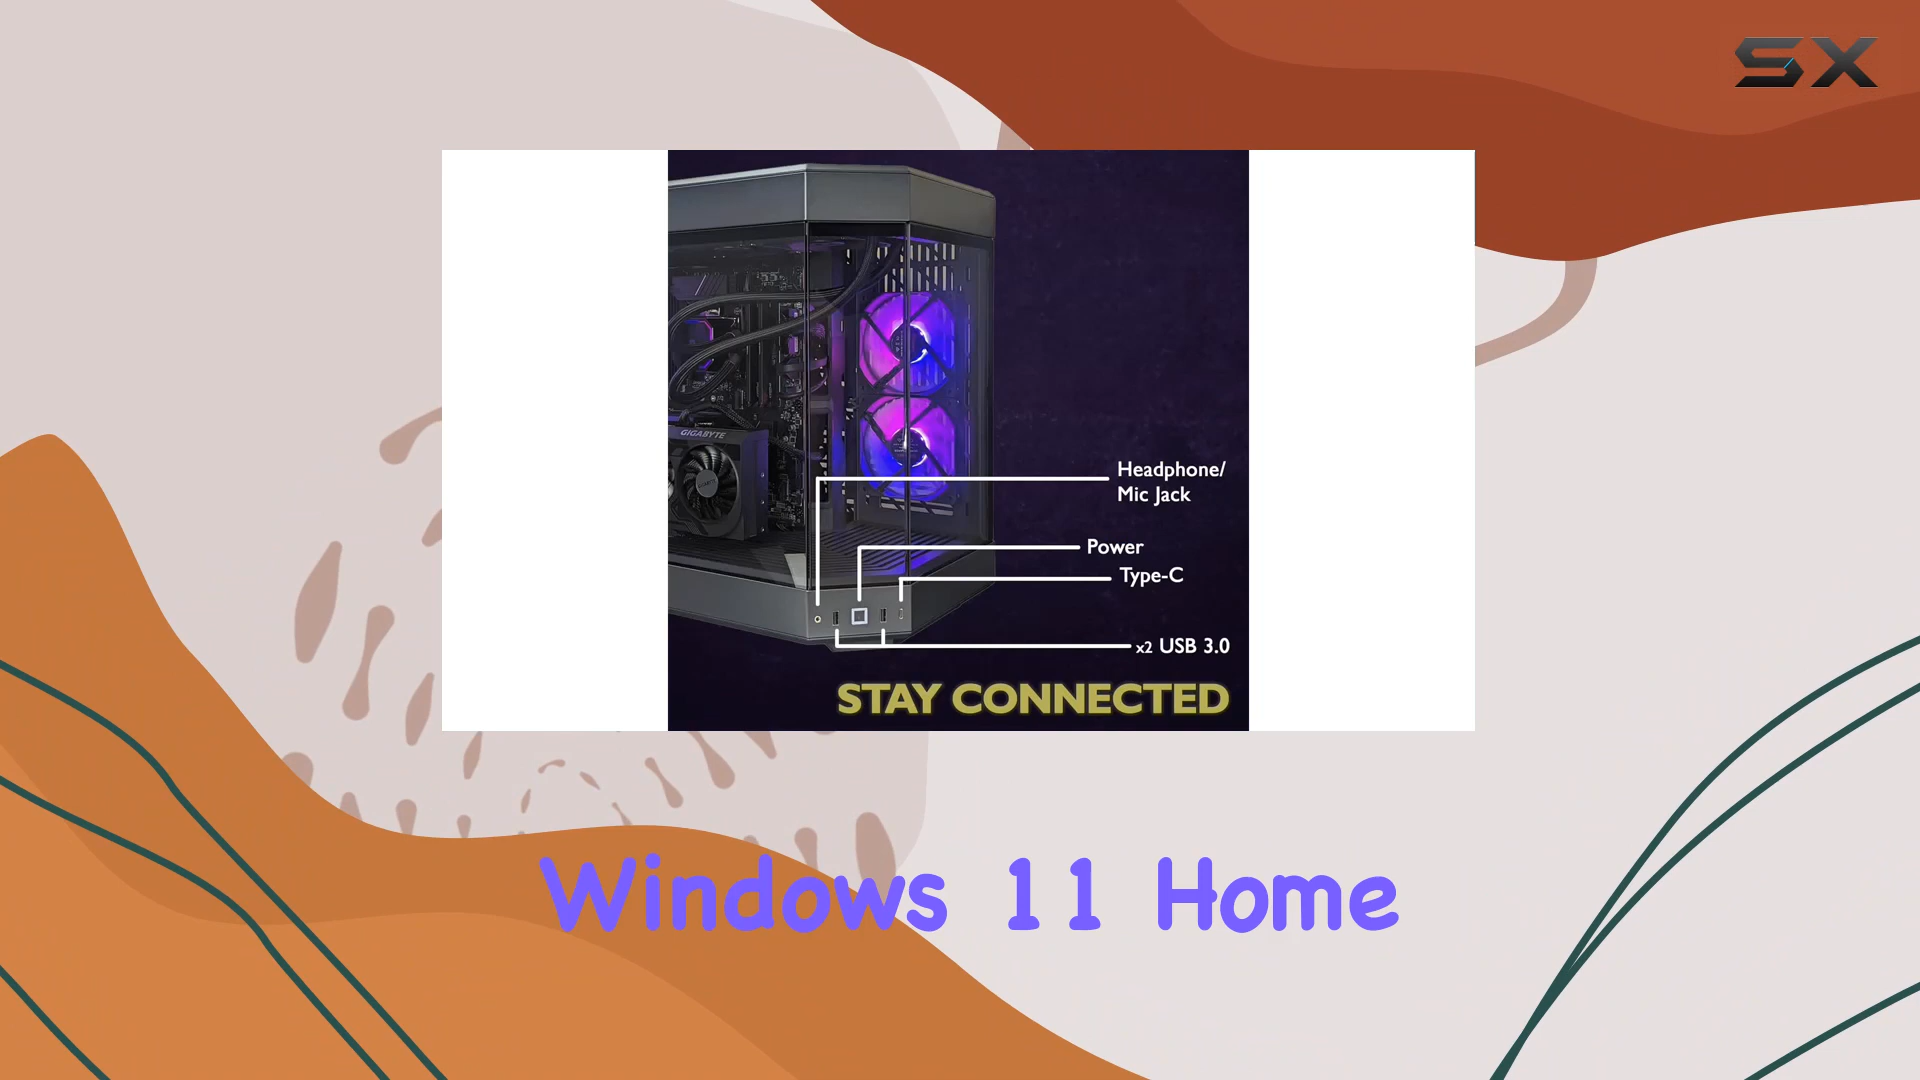 SX
GIGABYTE
Headphone/
Mic Jack
Power
Type-C
x2 USB 3.0
STAY CONNECTED
Windows 11 Home